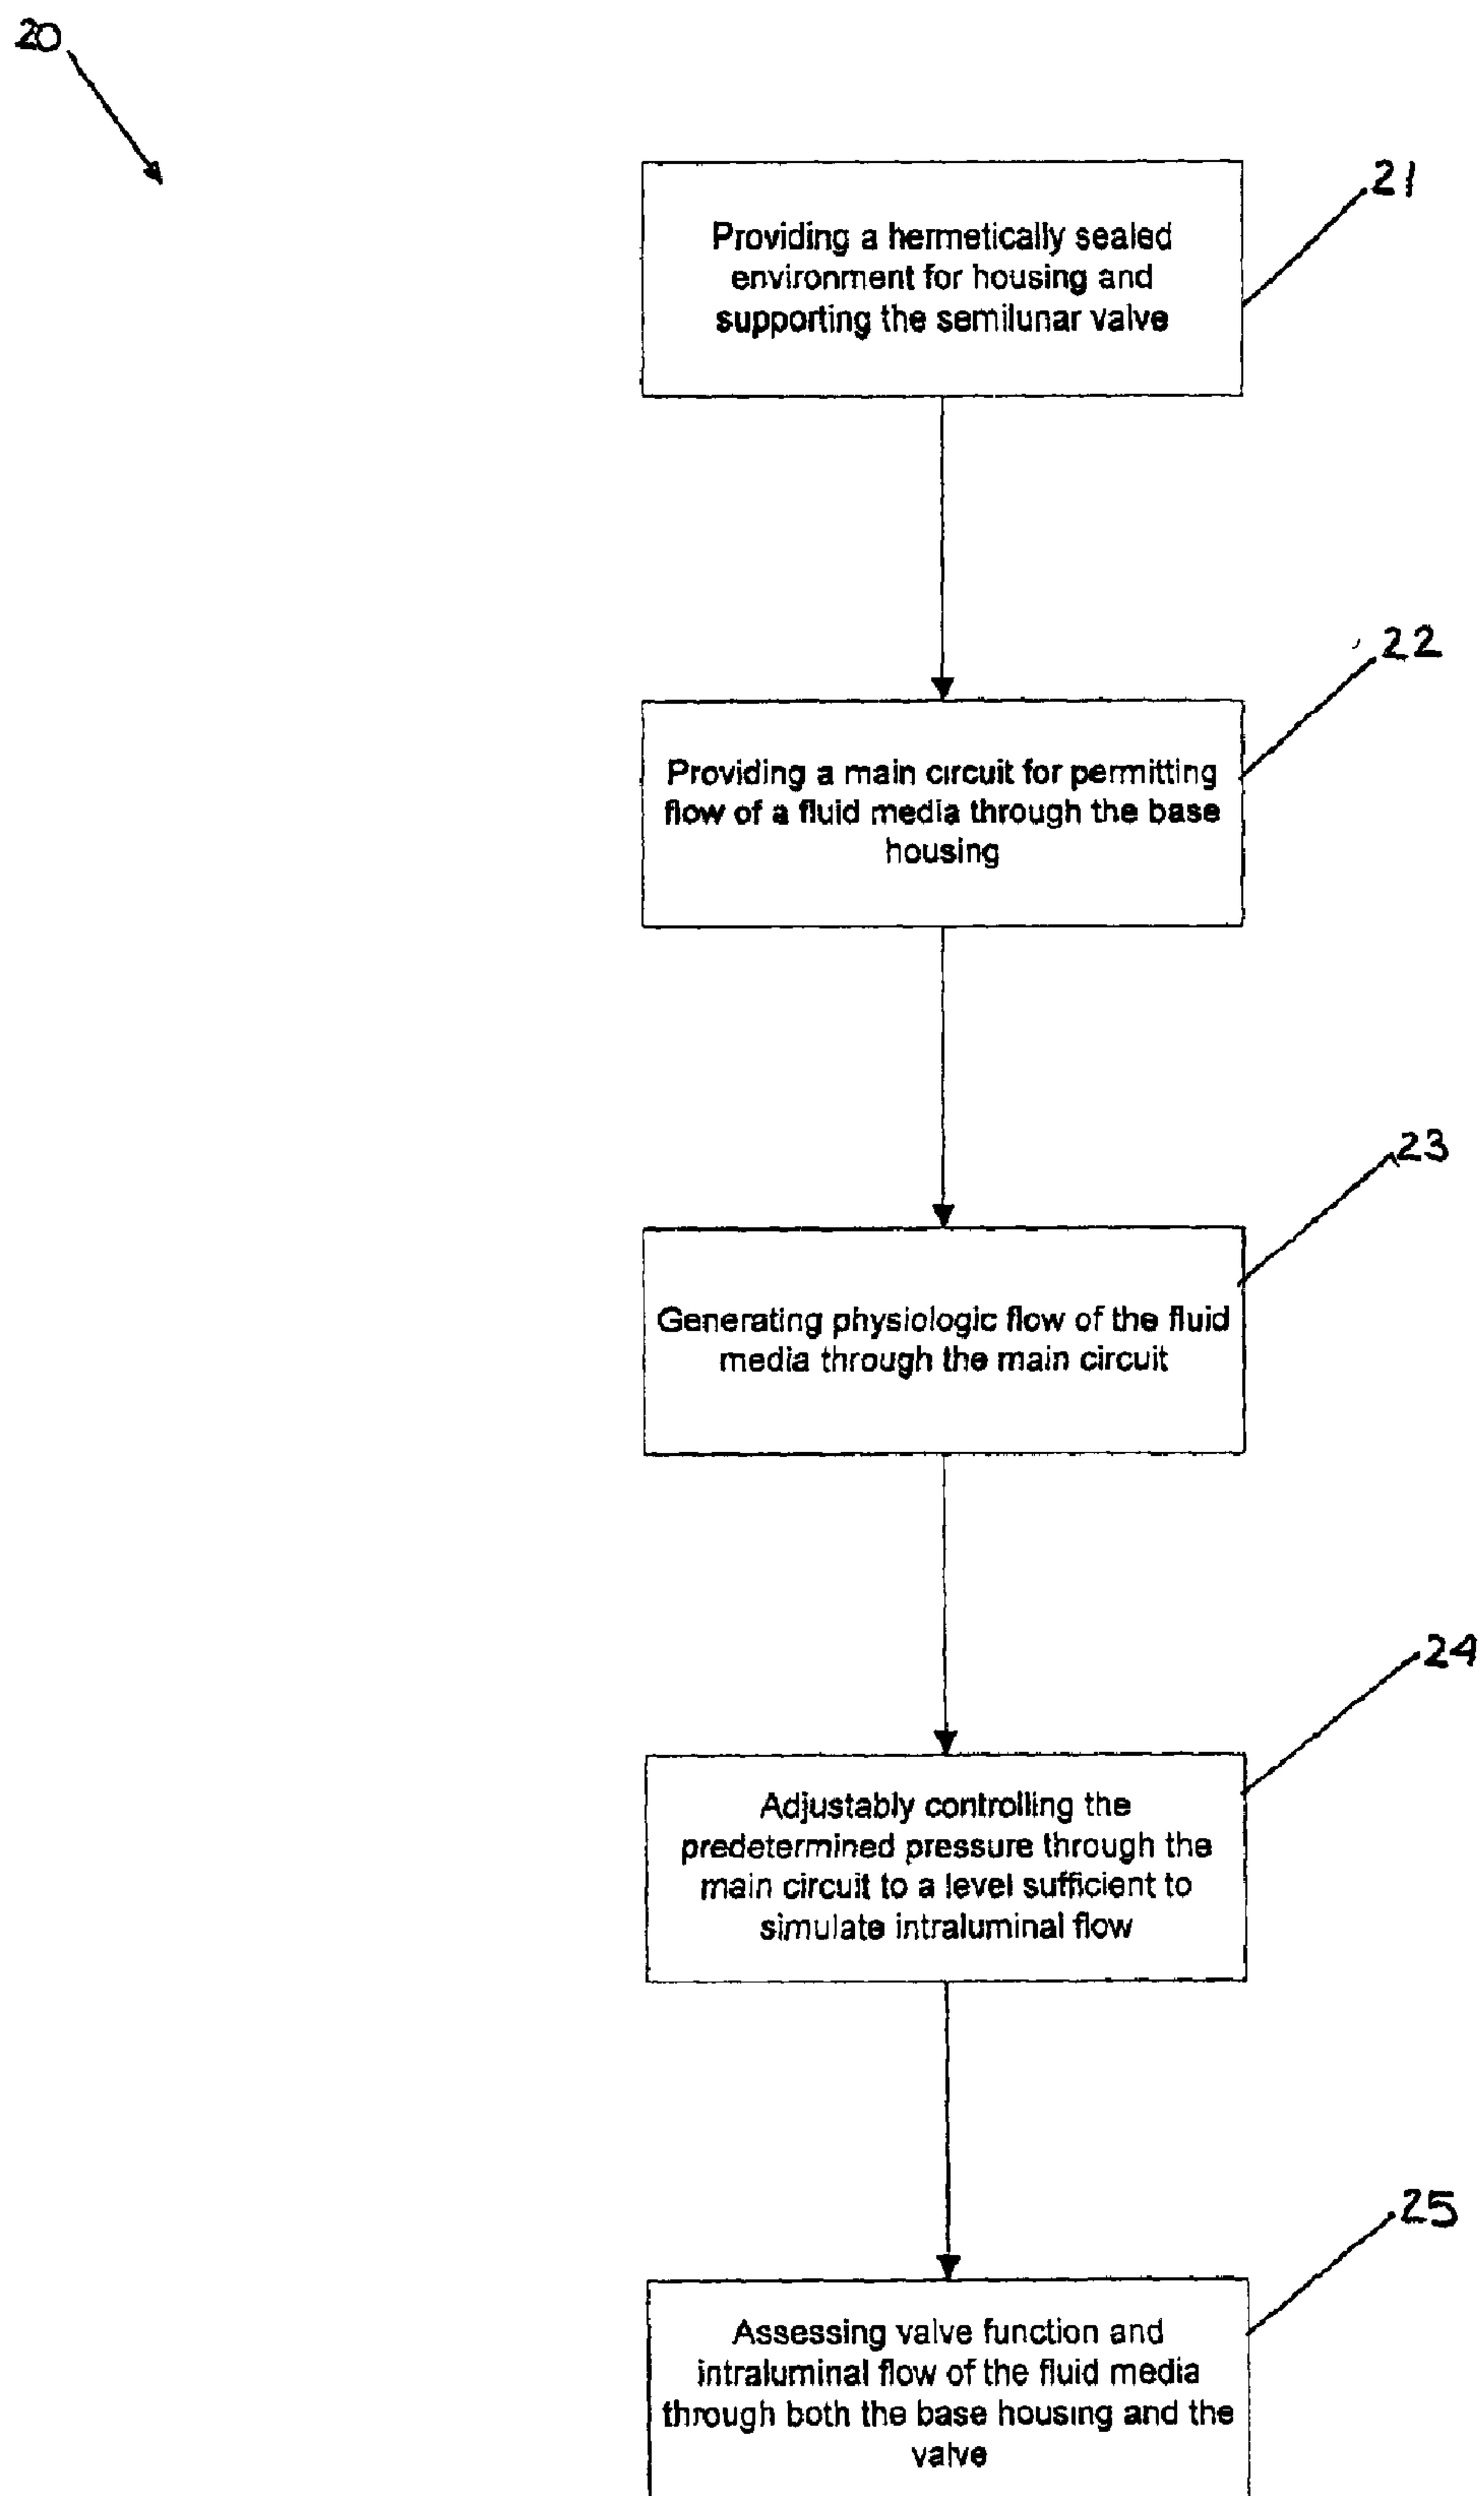 20
21
Providing a hermetically sealed
environment for housing and
supporting the semilunar valve
22
Providing a main circuit for permitting
flow of a fluid media through the base
housing
23
Generating physiologic flow of the fluid
media through the main circuit
24
Adjustably controlling the
predetermined pressure through the
main circuit to a level sufficient to
simulate intraluminal flow
25
Assessing valve function and
intraluminal flow of the fluid media
through both the base housing and the
valve